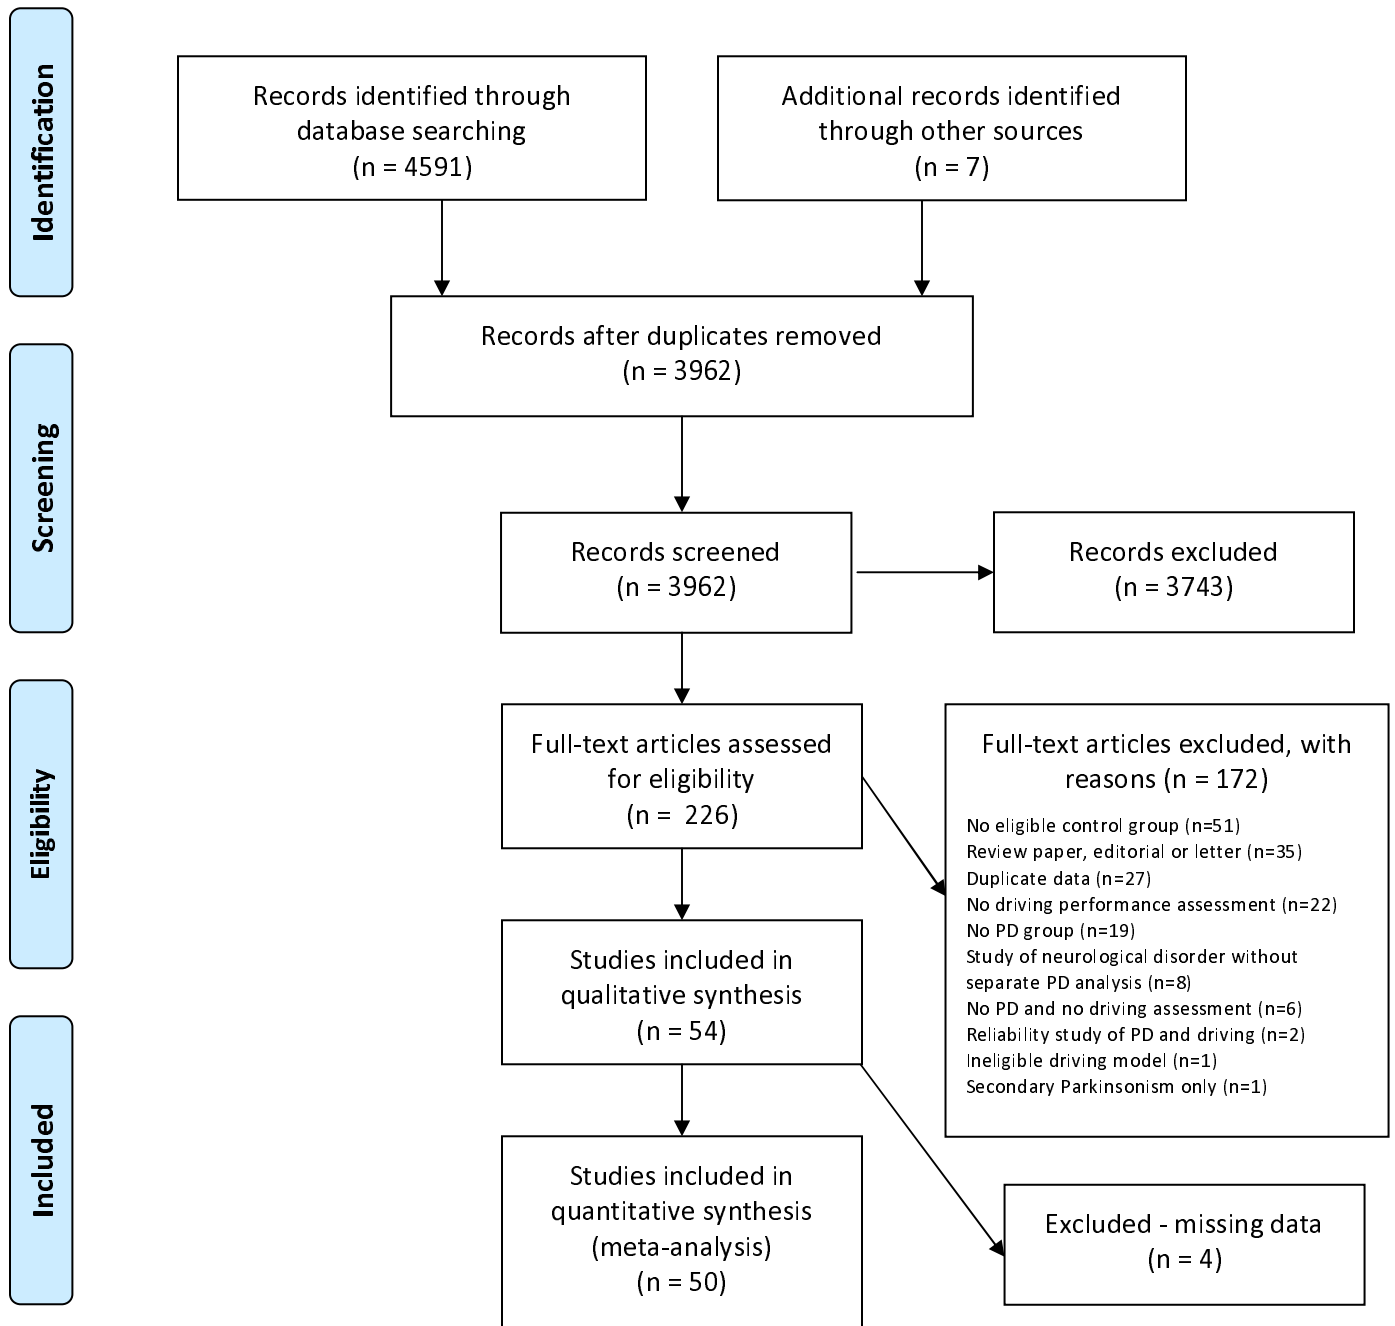 Identification
Records identified through
database searching
(n = 4591)
Additional records identified
through other sources
(n = 7)
Records after duplicates removed
(n = 3962)
Screening
Records screened
(n = 3962)
Records excluded
(n = 3743)
Eligibility
Full-text articles assessed
for eligibility
(n = 226)
Full-text articles excluded, with
reasons (n = 172)
No eligible control group (n=51)
Review paper, editorial or letter (n=35)
Duplicate data (n=27)
No driving performance assessment (n=22)
No PD group (n=19)
Study of neurological disorder without
separate PD analysis (n=8)
No PD and no driving assessment (n=6)
Reliability study of PD and driving (n=2)
Ineligible driving model (n=1)
Secondary Parkinsonism only (n=1)
Studies included in
qualitative synthesis
(n = 54)
Included
Studies included in
quantitative synthesis
(meta-analysis)
(n = 50)
Excluded - missing data
(n = 4)